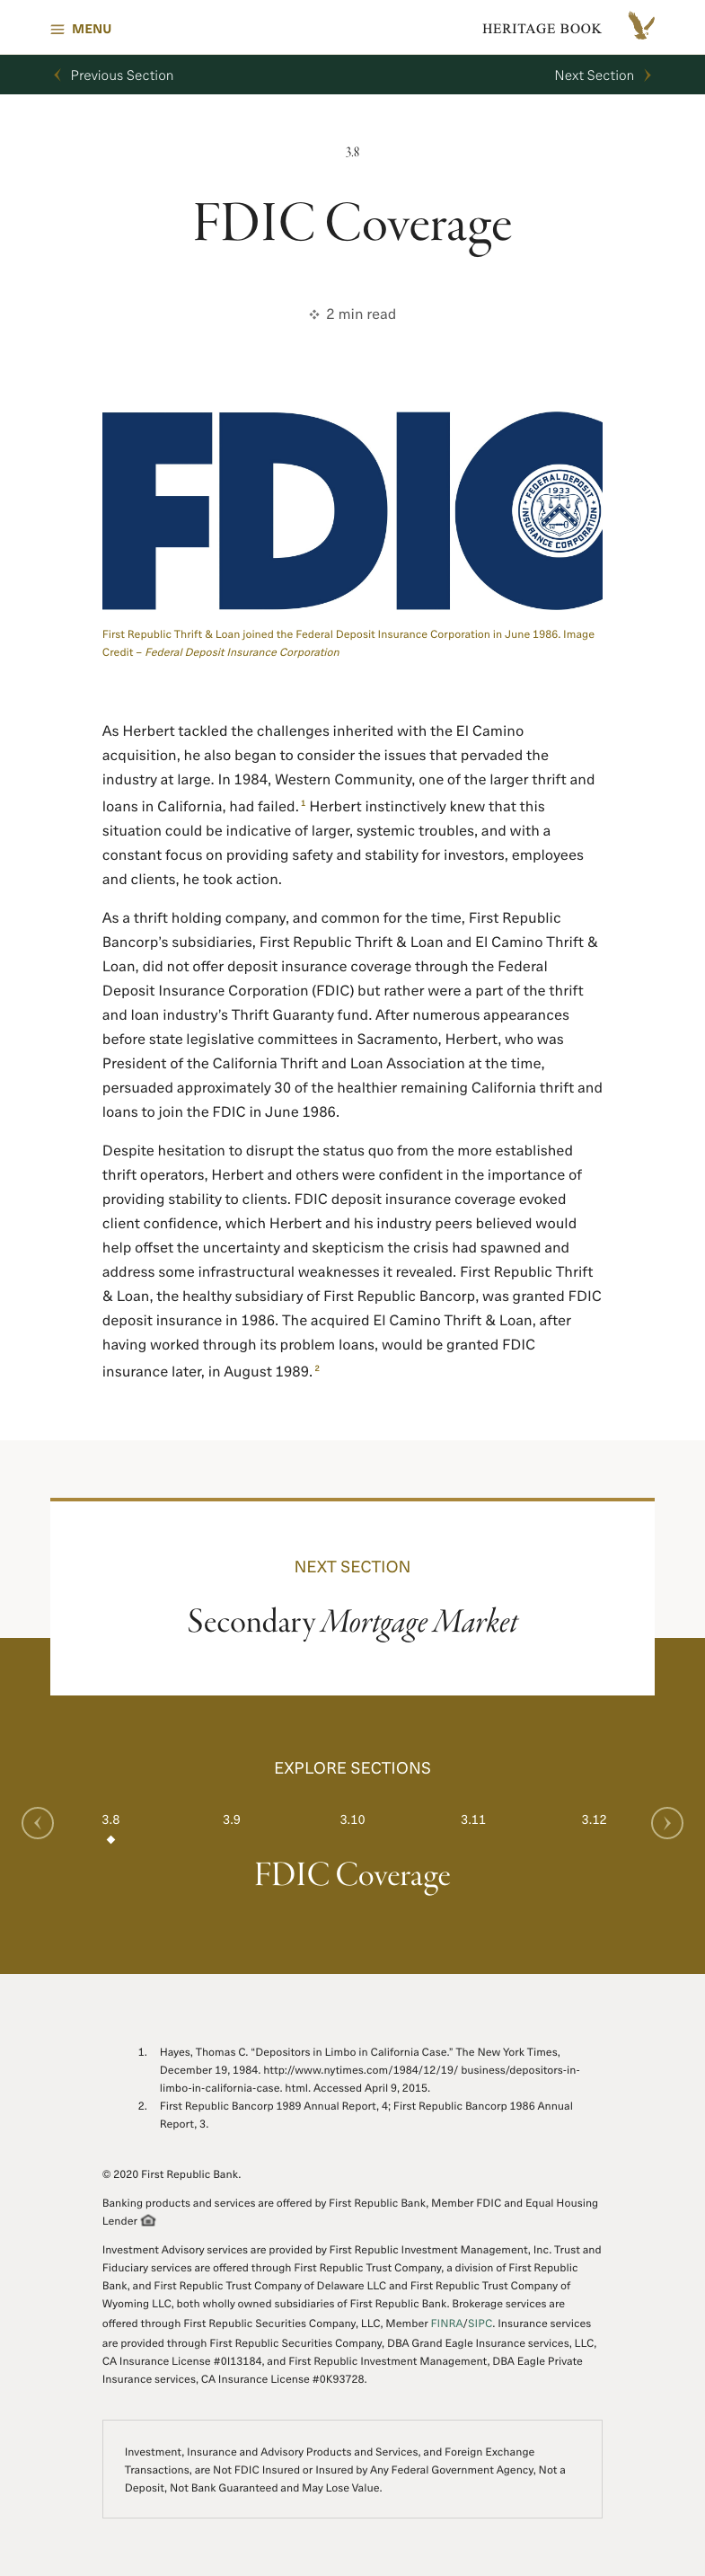 MENU
HERITAGE BOOK
Previous Section
Next Section
3.8
FDIC Coverage
2 min read
FDIC
FEDERAL DEPOSIT
1933
INSURANCE CORPORATION
First Republic Thrift & Loan joined the Federal Deposit Insurance Corporation in June 1986. Image
Credit – Federal Deposit Insurance Corporation
As Herbert tackled the challenges inherited with the El Camino
acquisition, he also began to consider the issues that pervaded the
industry at large. In 1984, Western Community, one of the larger thrift and
loans in California, had failed.1 Herbert instinctively knew that this
situation could be indicative of larger, systemic troubles, and with a
constant focus on providing safety and stability for investors, employees
and clients, he took action.
As a thrift holding company, and common for the time, First Republic
Bancorp’s subsidiaries, First Republic Thrift & Loan and El Camino Thrift &
Loan, did not offer deposit insurance coverage through the Federal
Deposit Insurance Corporation (FDIC) but rather were a part of the thrift
and loan industry’s Thrift Guaranty fund. After numerous appearances
before state legislative committees in Sacramento, Herbert, who was
President of the California Thrift and Loan Association at the time,
persuaded approximately 30 of the healthier remaining California thrift and
loans to join the FDIC in June 1986.
Despite hesitation to disrupt the status quo from the more established
thrift operators, Herbert and others were confident in the importance of
providing stability to clients. FDIC deposit insurance coverage evoked
client confidence, which Herbert and his industry peers believed would
help offset the uncertainty and skepticism the crisis had spawned and
address some infrastructural weaknesses it revealed. First Republic Thrift
& Loan, the healthy subsidiary of First Republic Bancorp, was granted FDIC
deposit insurance in 1986. The acquired El Camino Thrift & Loan, after
having worked through its problem loans, would be granted FDIC
insurance later, in August 1989.2
NEXT SECTION
Secondary Mortgage Market
EXPLORE SECTIONS
3.8 3.9 3.10 3.11 3.12
FDIC Coverage
1. Hayes, Thomas C. “Depositors in Limbo in California Case.” The New York Times,
December 19, 1984. http://www.nytimes.com/1984/12/19/ business/depositors-in-
limbo-in-california-case. html. Accessed April 9, 2015.
2. First Republic Bancorp 1989 Annual Report, 4; First Republic Bancorp 1986 Annual
Report, 3.
© 2020 First Republic Bank.
Banking products and services are offered by First Republic Bank, Member FDIC and Equal Housing
Lender
Investment Advisory services are provided by First Republic Investment Management, Inc. Trust and
Fiduciary services are offered through First Republic Trust Company, a division of First Republic
Bank, and First Republic Trust Company of Delaware LLC and First Republic Trust Company of
Wyoming LLC, both wholly owned subsidiaries of First Republic Bank. Brokerage services are
offered through First Republic Securities Company, LLC, Member FINRA/SIPC. Insurance services
are provided through First Republic Securities Company, DBA Grand Eagle Insurance services, LLC,
CA Insurance License #0I13184, and First Republic Investment Management, DBA Eagle Private
Insurance services, CA Insurance License #0K93728.
Investment, Insurance and Advisory Products and Services, and Foreign Exchange
Transactions, are Not FDIC Insured or Insured by Any Federal Government Agency, Not a
Deposit, Not Bank Guaranteed and May Lose Value.